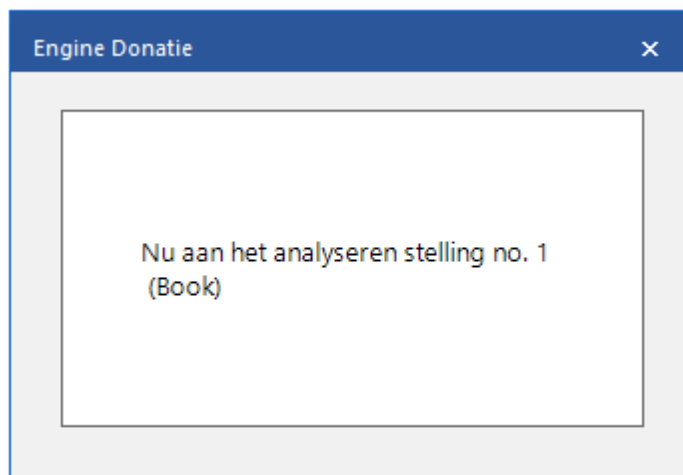 Engine Donatie
Nu aan het analyseren stelling no. 1
(Book)